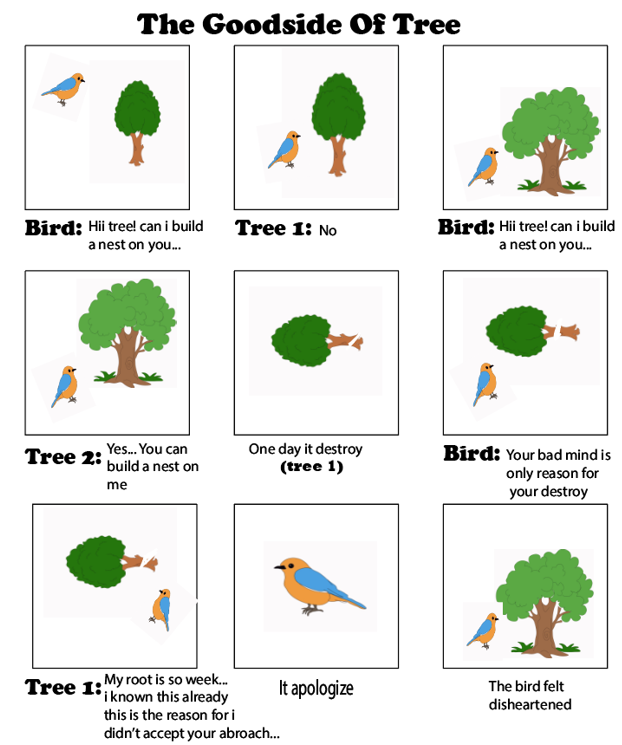 The Goodside Of Tree
Bird: Hii tree! can i build
a nest on you...
Tree 1: No
Bird: Hii tree! can i build
a nest on you...
Tree 2: Yes... You can
build a nest on
me
One day it destroy
(tree 1)
Bird: Your bad mind is
only reason for
your destroy
Tree 1: My root is so week...
i known this already
this is the reason for i
didn't accept your abroach...
It apologize
The bird felt
disheartened